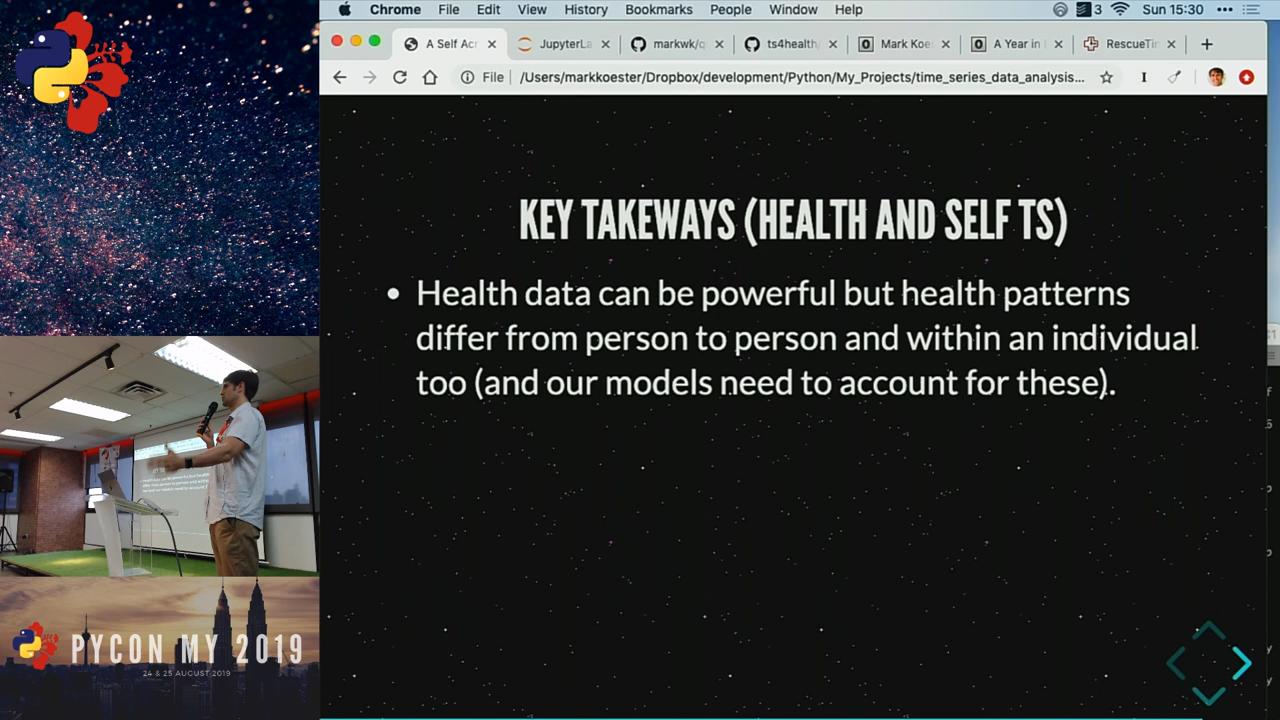 Chrome File Edit View History Bookmarks People Window Help 3 Sun 15:30
A Self Ac JupyterLa markwk/q ts4health/ Mark Koe A Year in RescueTi
File /Users/markkoester/Dropbox/development/Python/My_Projects/time_series_data_analysis...
KEY TAKEWAYS (HEALTH AND SELF TS)
• Health data can be powerful but health patterns
differ from person to person and within an individual
too (and our models need to account for these).
PYCON MY 2019
24 & 25 AUGUST 2019